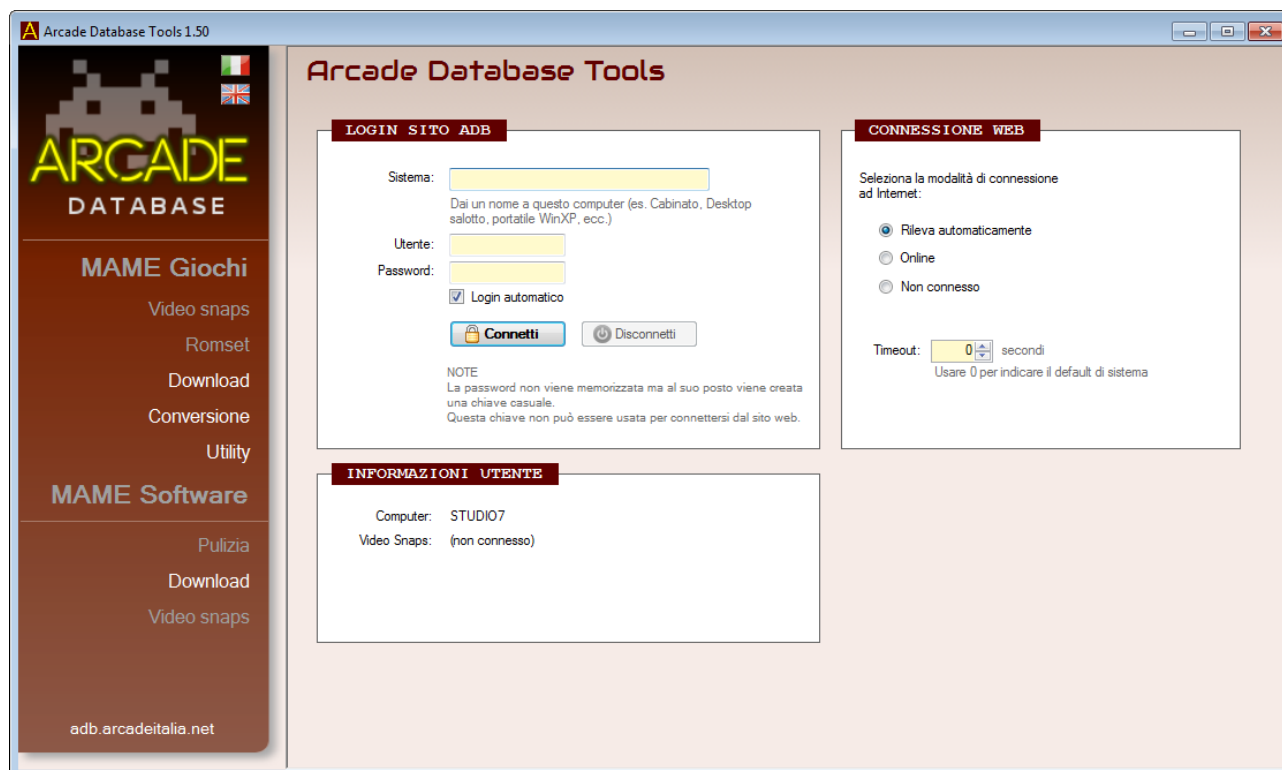 Arcade Database Tools 1.50
ARCADE
DATABASE
MAME Giochi
Video snaps
Romset
Download
Conversione
Utility
MAME Software
Pulizia
Download
Video snaps
adb.arcadeitalia.net
Arcade Database Tools
LOGIN SITO ADB
Sistema:
Dai un nome a questo computer (es. Cabinato, Desktop
salotto, portatile WinXP, ecc.)
Utente:
Password:
Login automatico
Connetti Disconnetti
NOTE
La password non viene memorizzata ma al suo posto viene creata
una chiave casuale.
Questa chiave non può essere usata per connettersi dal sito web.
CONNESSIONE WEB
Seleziona la modalità di connessione
ad Internet:
Rileva automaticamente
Online
Non connesso
Timeout: 0 secondi
Usare 0 per indicare il default di sistema
INFORMAZIONI UTENTE
Computer: STUDIO7
Video Snaps: (non connesso)